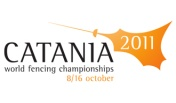 CATANIA 2011
world fencing championships
8/16 october